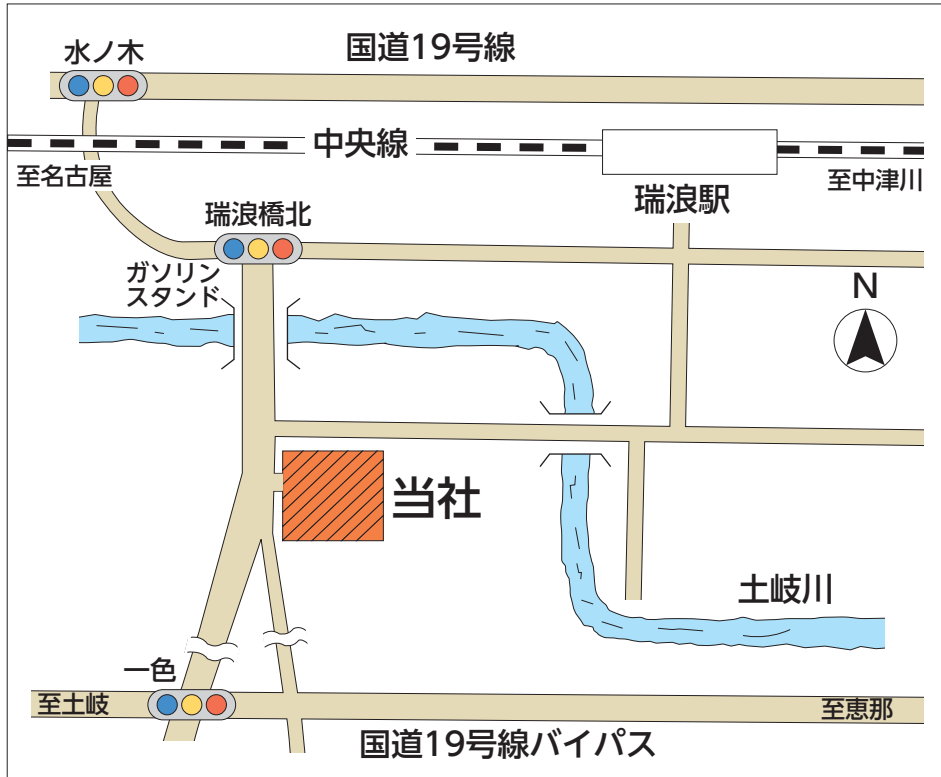 国道19号線
水ノ木
中央線
至名古屋
至中津川
瑞浪駅
瑞浪橋北
ガソリン
スタンド
N
当社
土岐川
一色
至土岐
至恵那
国道19号線バイパス